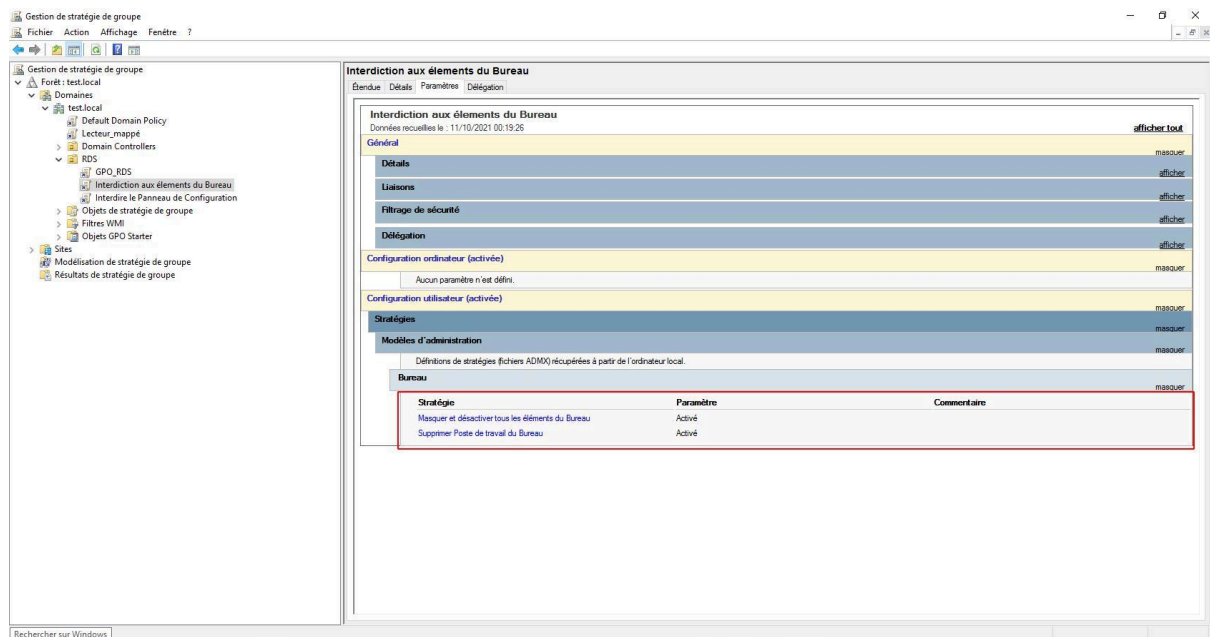 Gestion de stratégie de groupe
Fichier Action Affichage Fenêtre ?
Gestion de stratégie de groupe
Forêt : test.local
Domaines
test.local
Default Domain Policy
Lecteur_mappé
Domain Controllers
RDS
GPO_RDS
Interdiction aux élements du Bureau
Interdire le Panneau de Configuration
Objets de stratégie de groupe
Filtres WMI
Objets GPO Starter
Sites
Modélisation de stratégie de groupe
Résultats de stratégie de groupe
Interdiction aux élements du Bureau
Étendue Détails Paramètres Délégation
Interdiction aux élements du Bureau
Données recueillies le : 11/10/2021 00:19:26
afficher tout
Général
masquer
Détails
afficher
Liaisons
afficher
Filtrage de sécurité
afficher
Délégation
afficher
Configuration ordinateur (activée)
masquer
Aucun paramètre n'est défini.
Configuration utilisateur (activée)
masquer
Stratégies
masquer
Modèles d'administration
masquer
Définitions de stratégies (fichiers ADMX) récupérées à partir de l'ordinateur local.
Bureau
masquer
Stratégie Paramètre Commentaire
Masquer et désactiver tous les éléments du Bureau Activé
Supprimer Poste de travail du Bureau Activé
Rechercher sur Windows